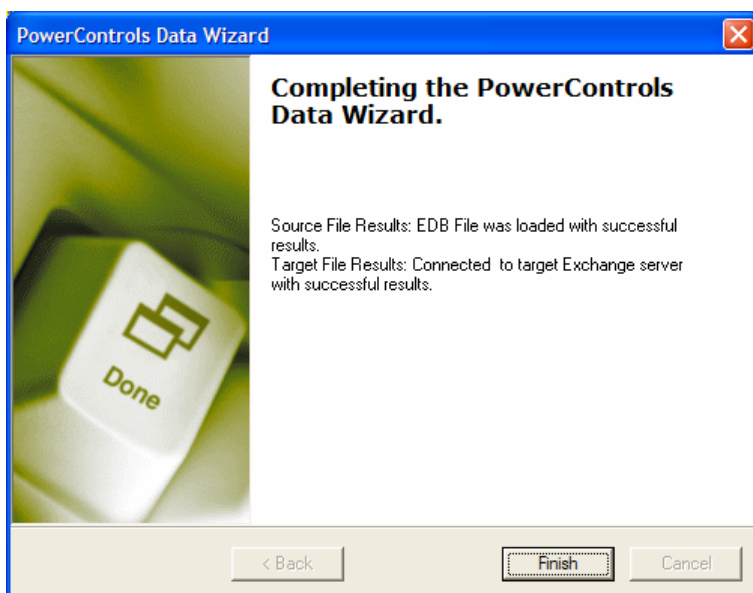 PowerControls Data Wizard
Completing the PowerControls
Data Wizard.
Source File Results: EDB File was loaded with successful
results.
Target File Results: Connected  to target Exchange server
with successful results.
Done
< Back
Finish
Cancel